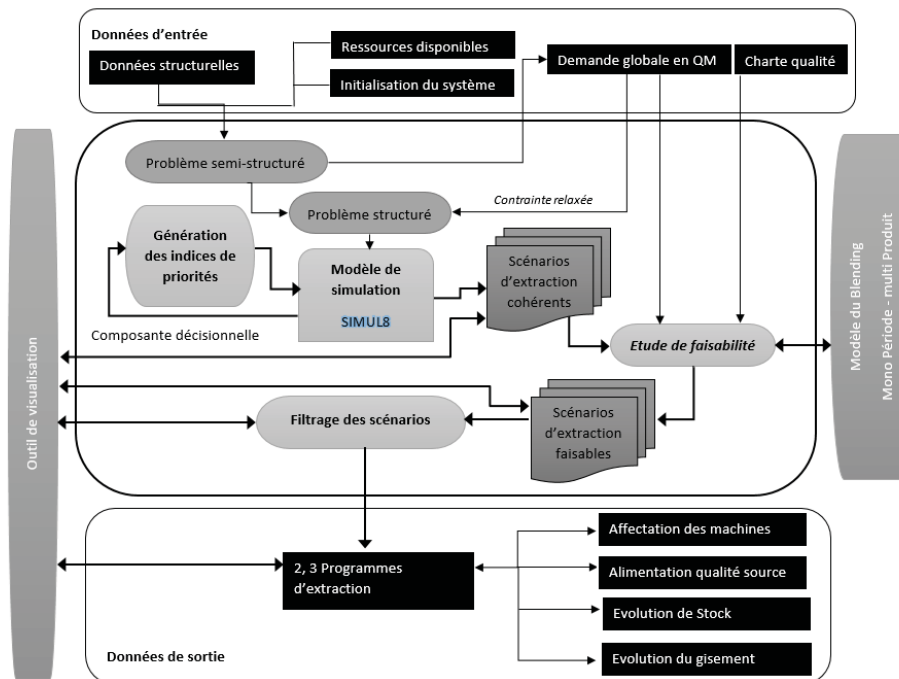 Données d'entrée
Ressources disponibles
Données structurelles
Demande globale en QM
Charte qualité
Initialisation du système
Problème semi-structuré
Contrainte relaxée
Problème structuré
Génération
des indices de
priorités
Modèle de
simulation
SIMUL8
Scénarios
d'extraction
cohérents
Composante décisionnelle
Etude de faisabilité
Filtrage des scénarios
Scénarios
d'extraction
faisables
Outil de visualisation
Modèle du Blending
Mono Période - multi Produit
2, 3 Programmes
d'extraction
Affectation des machines
Alimentation qualité source
Evolution de Stock
Evolution du gisement
Données de sortie